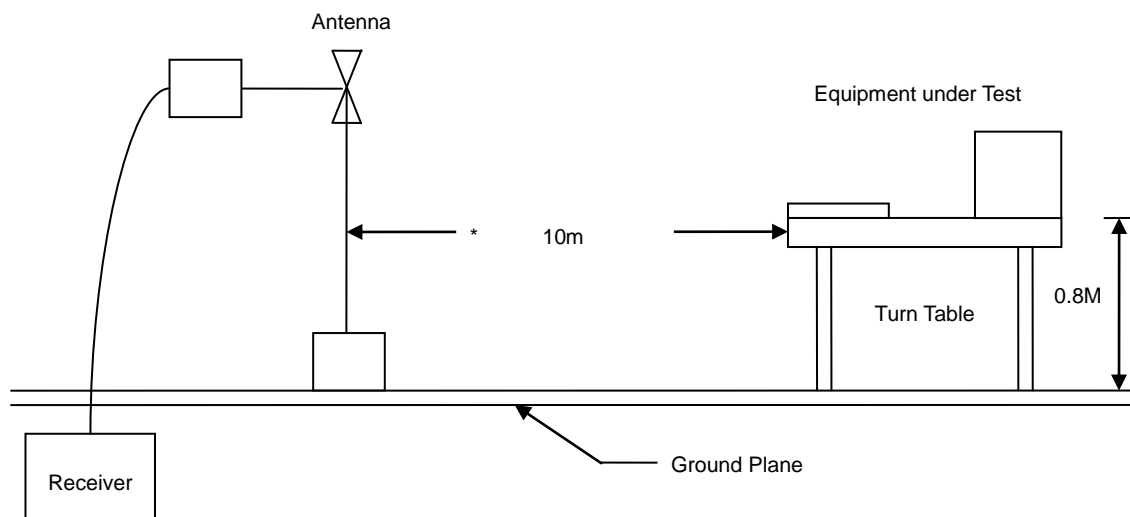 Antenna
Equipment under Test
* 10m
0.8M
Turn Table
Ground Plane
Receiver